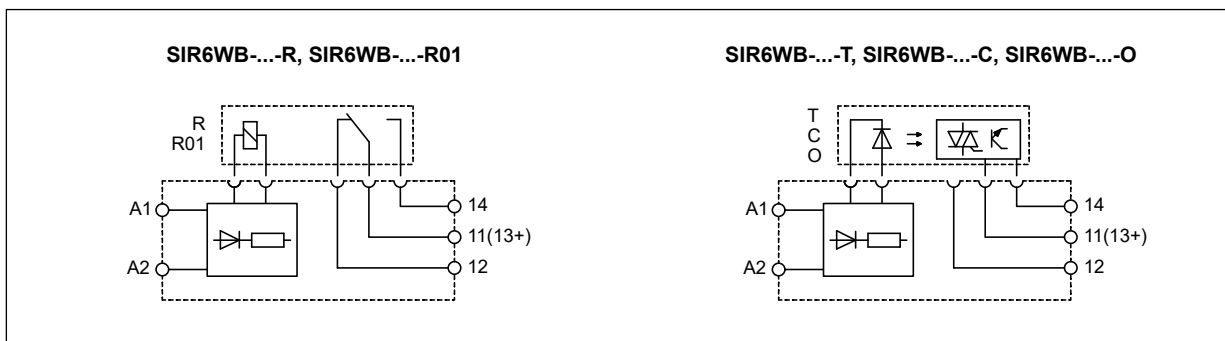 SIR6WB-...-R, SIR6WB-...-R01
R
R01
A1
A2
14
11(13+)
12
SIR6WB-...-T, SIR6WB-...-C, SIR6WB-...-O
T
C
O
A1
A2
14
11(13+)
12